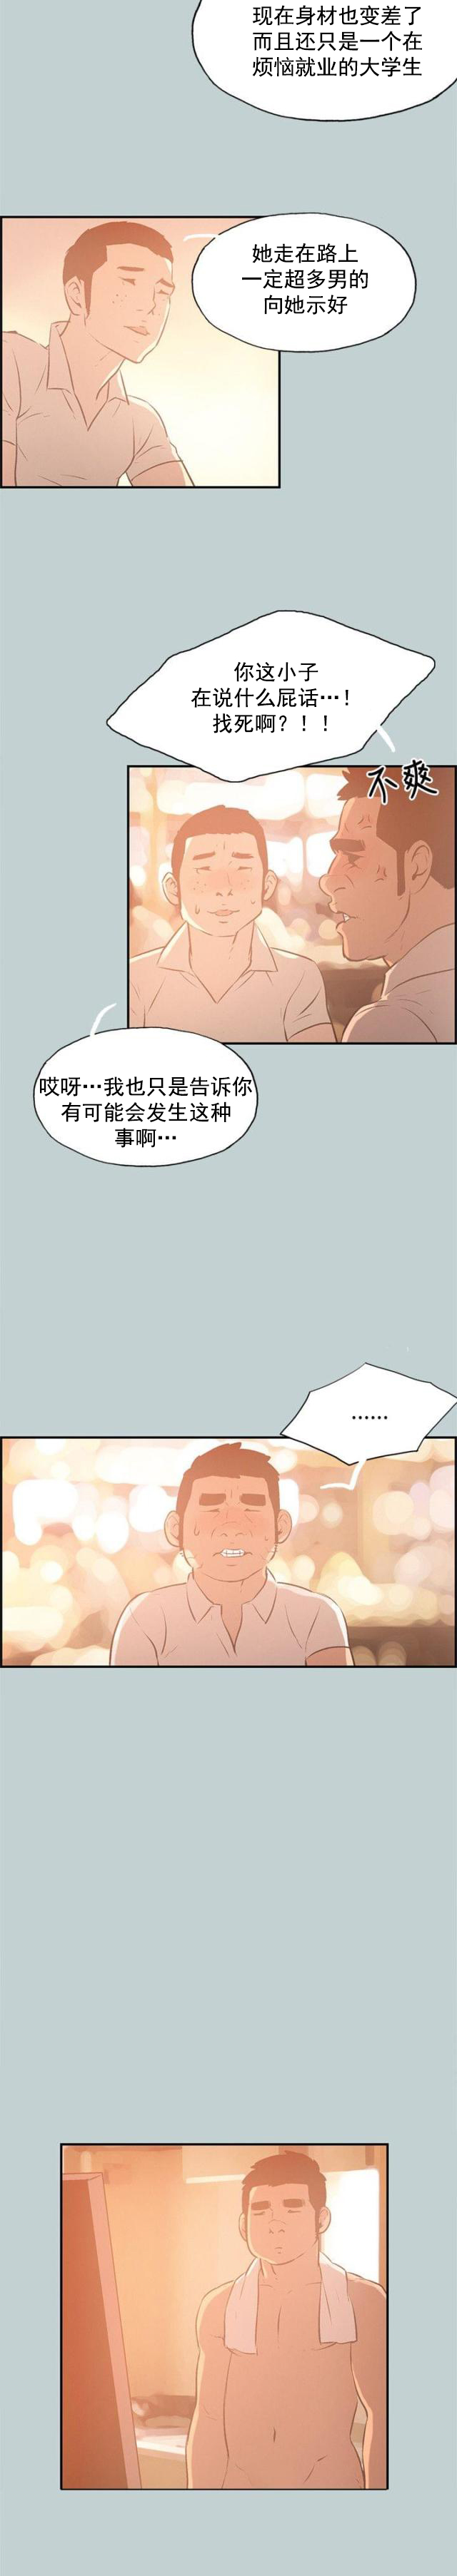 现在身材也变差了
而且还只是一个在
烦恼就业的大学生
她走在路上
一定超多男的
向她示好
你这小子
在说什么屁话…！
找死啊？！！
不爽
哎呀…我也只是告诉你
有可能会发生这种
事啊…
……